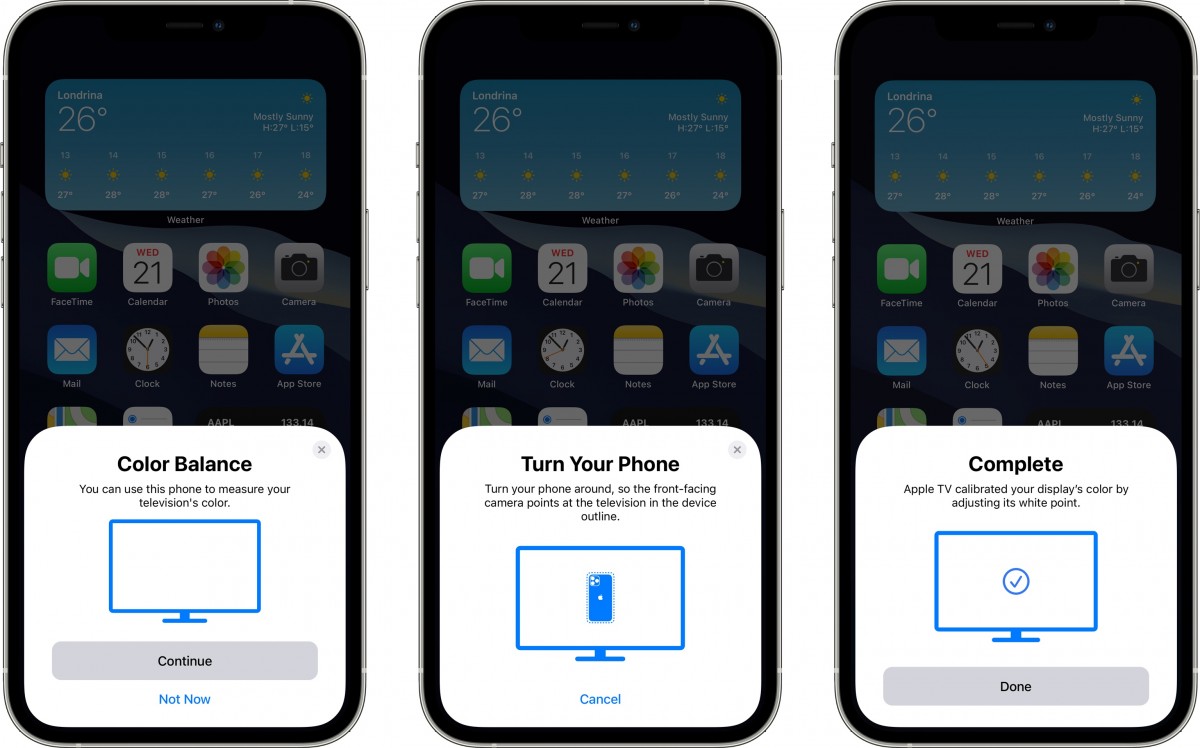 Londrina
26°
Mostly Sunny
H:27° L:15°
13 14 15 16 17 18
27° 28° 28° 27° 26° 24°
Weather
WED
21
FaceTime Calendar Photos Camera
Mail Clock Notes App Store
AAPL 133.14
Color Balance
You can use this phone to measure your
television's color.
Continue
Not Now
Londrina
26°
Mostly Sunny
H:27° L:15°
13 14 15 16 17 18
27° 28° 28° 27° 26° 24°
Weather
WED
21
FaceTime Calendar Photos Camera
Mail Clock Notes App Store
AAPL 133.14
Turn Your Phone
Turn your phone around, so the front-facing
camera points at the television in the device
outline.
Cancel
Londrina
26°
Mostly Sunny
H:27° L:15°
13 14 15 16 17 18
27° 28° 28° 27° 26° 24°
Weather
WED
21
FaceTime Calendar Photos Camera
Mail Clock Notes App Store
AAPL 133.14
Complete
Apple TV calibrated your display’s color by
adjusting its white point.
Done